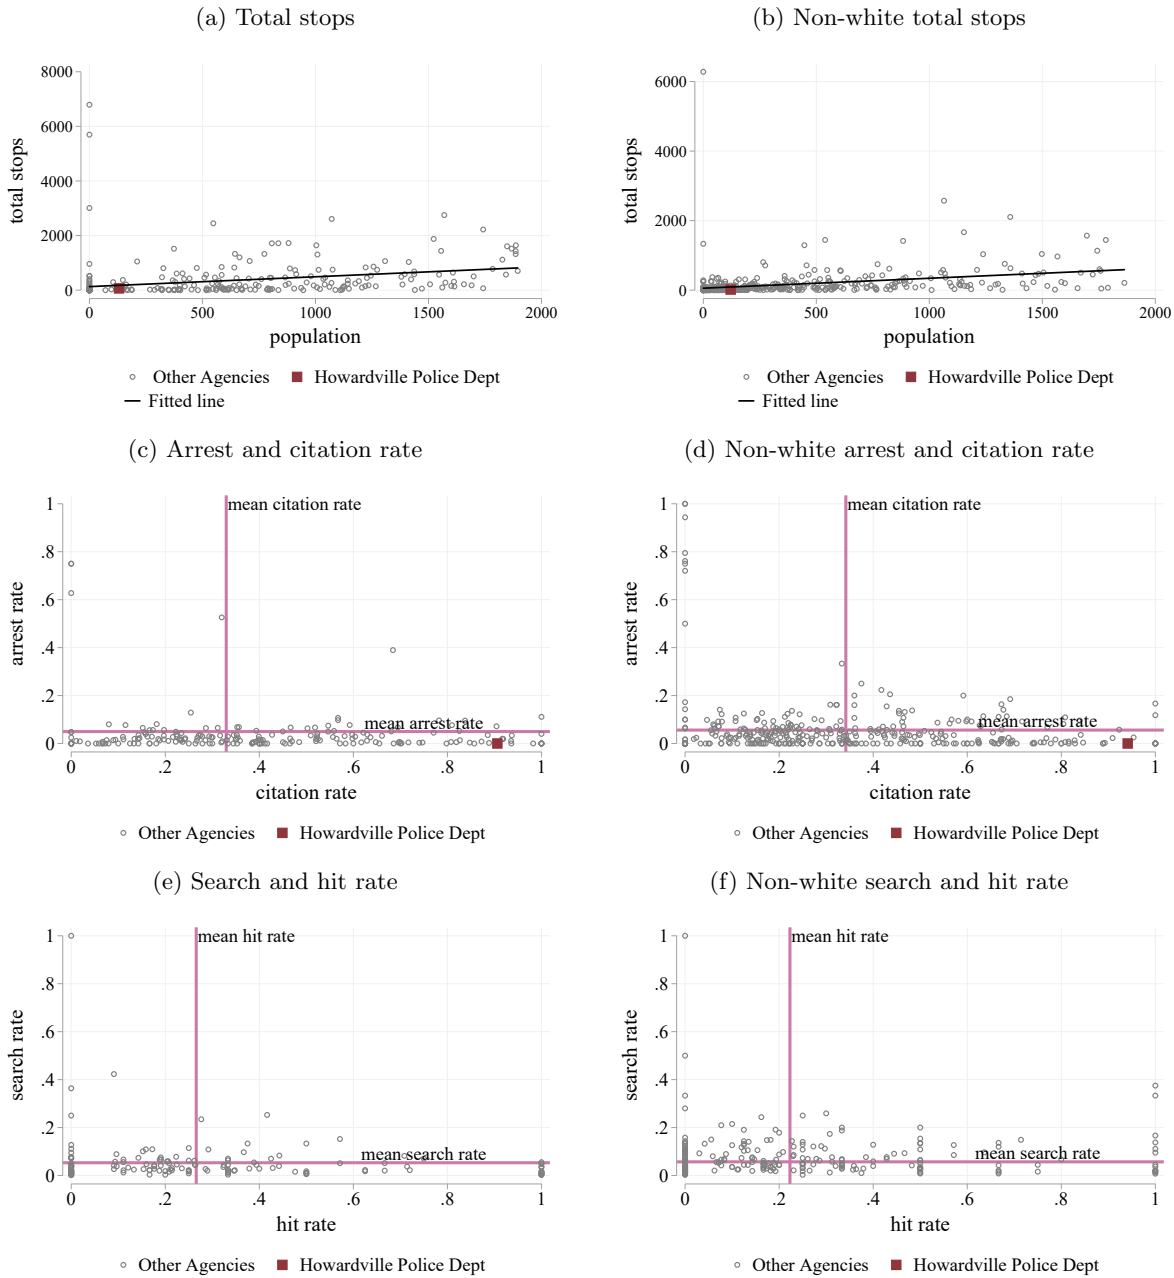 (a) Total stops
(b) Non-white total stops
8000
6000
4000
2000
0
total stops
0 500 1000 1500 2000
population
Other Agencies Howardville Police Dept
Fitted line
6000
4000
2000
0
total stops
0 500 1000 1500 2000
population
Other Agencies Howardville Police Dept
Fitted line
(c) Arrest and citation rate
(d) Non-white arrest and citation rate
1
.8
.6
.4
.2
0
arrest rate
mean citation rate
mean arrest rate
0 .2 .4 .6 .8 1
citation rate
Other Agencies Howardville Police Dept
1
.8
.6
.4
.2
0
arrest rate
mean citation rate
mean arrest rate
0 .2 .4 .6 .8 1
citation rate
Other Agencies Howardville Police Dept
(e) Search and hit rate
(f) Non-white search and hit rate
1
.8
.6
.4
.2
0
search rate
mean hit rate
mean search rate
0 .2 .4 .6 .8 1
hit rate
Other Agencies Howardville Police Dept
1
.8
.6
.4
.2
0
search rate
mean hit rate
mean search rate
0 .2 .4 .6 .8 1
hit rate
Other Agencies Howardville Police Dept